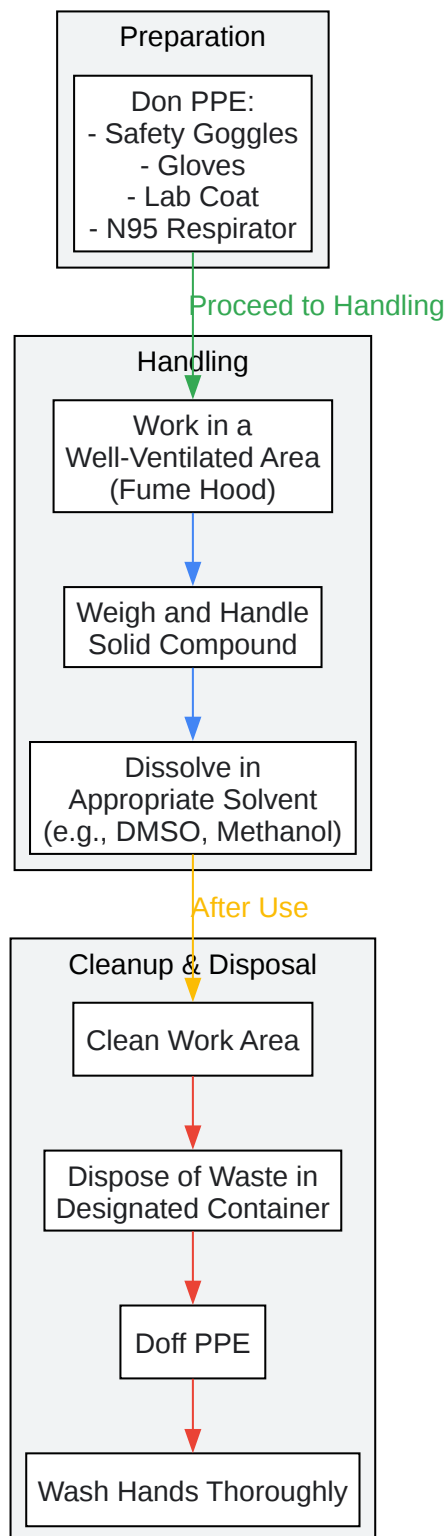 Preparation
Don PPE:
- Safety Goggles
- Gloves
- Lab Coat
- N95 Respirator
Proceed to Handling
Handling
Work in a
Well-Ventilated Area
(Fume Hood)
Weigh and Handle
Solid Compound
Dissolve in
Appropriate Solvent
(e.g., DMSO, Methanol)
After Use
Cleanup & Disposal
Clean Work Area
Dispose of Waste in
Designated Container
Doff PPE
Wash Hands Thoroughly